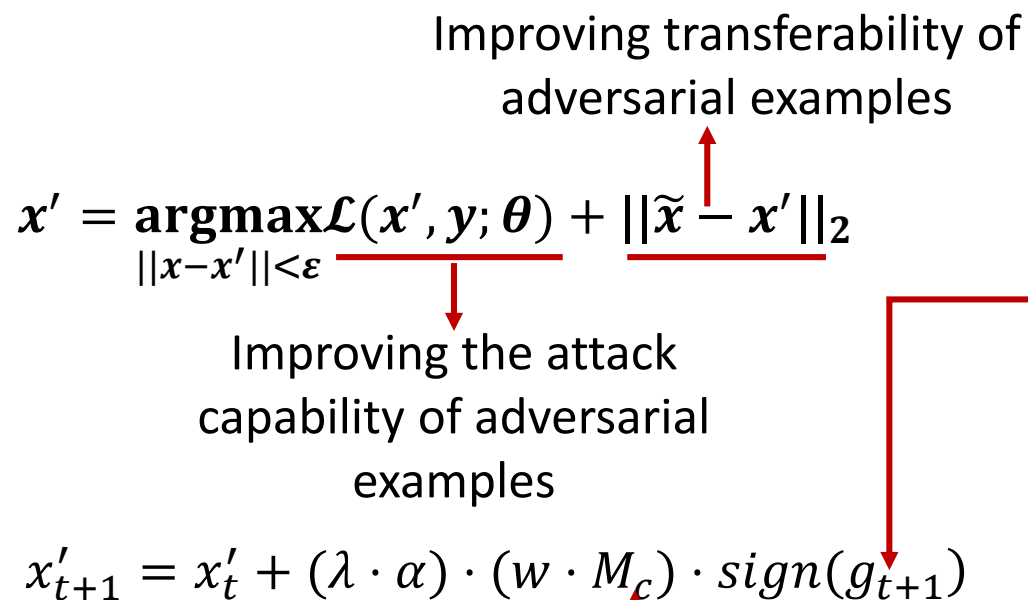 Improving transferability of
adversarial examples
𝒙′ = 𝐚𝐫𝐠𝐦𝐚𝐱𝓛(𝒙′, 𝒚; 𝜽) + ||𝒙̃ − 𝒙′||₂
||𝒙−𝒙′||<𝜺
Improving the attack
capability of adversarial
examples
𝑥′ₜ₊₁ = 𝑥′ₜ + (𝜆 · 𝛼) · (𝑤 · 𝑀_𝑐) · 𝑠𝑖𝑔𝑛(𝑔ₜ₊₁)